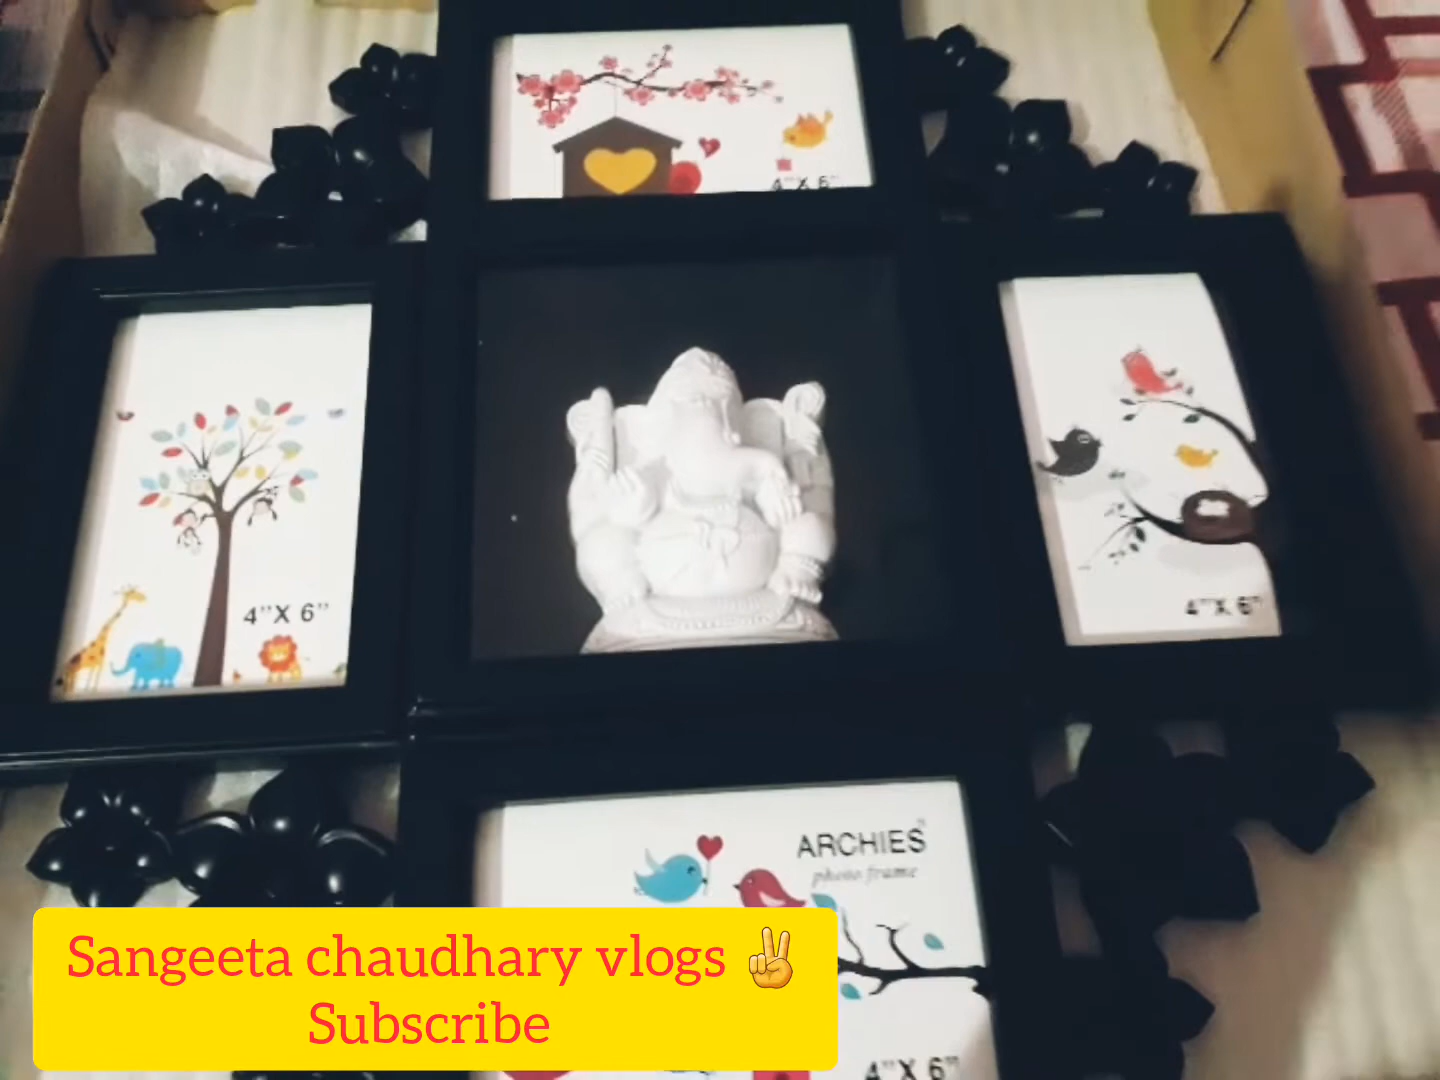 4"X 6"
4"X 6"
4"X 6"
ARCHIES
photo frame
Sangeeta chaudhary vlogs ✌
Subscribe
4"X 6"